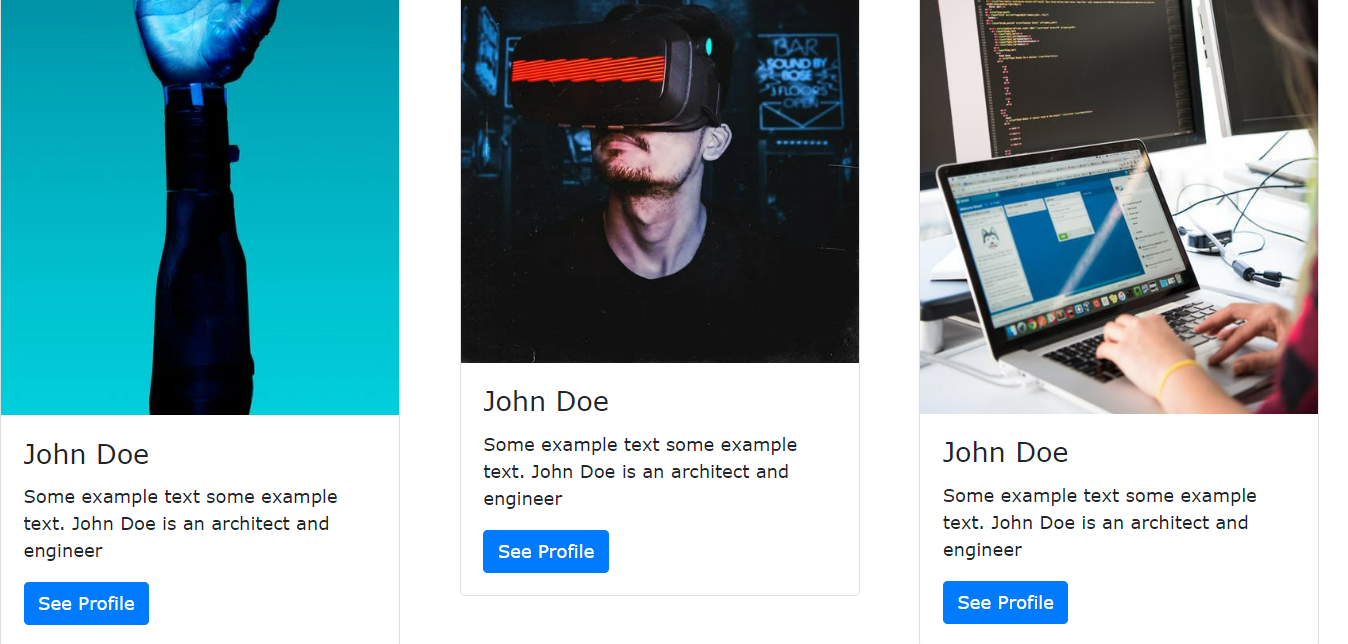 BAR
SOUND BY
BOSE
3 FLOORS
OPEN
John Doe
Some example text some example
text. John Doe is an architect and
engineer
See Profile
John Doe
Some example text some example
text. John Doe is an architect and
engineer
See Profile
John Doe
Some example text some example
text. John Doe is an architect and
engineer
See Profile